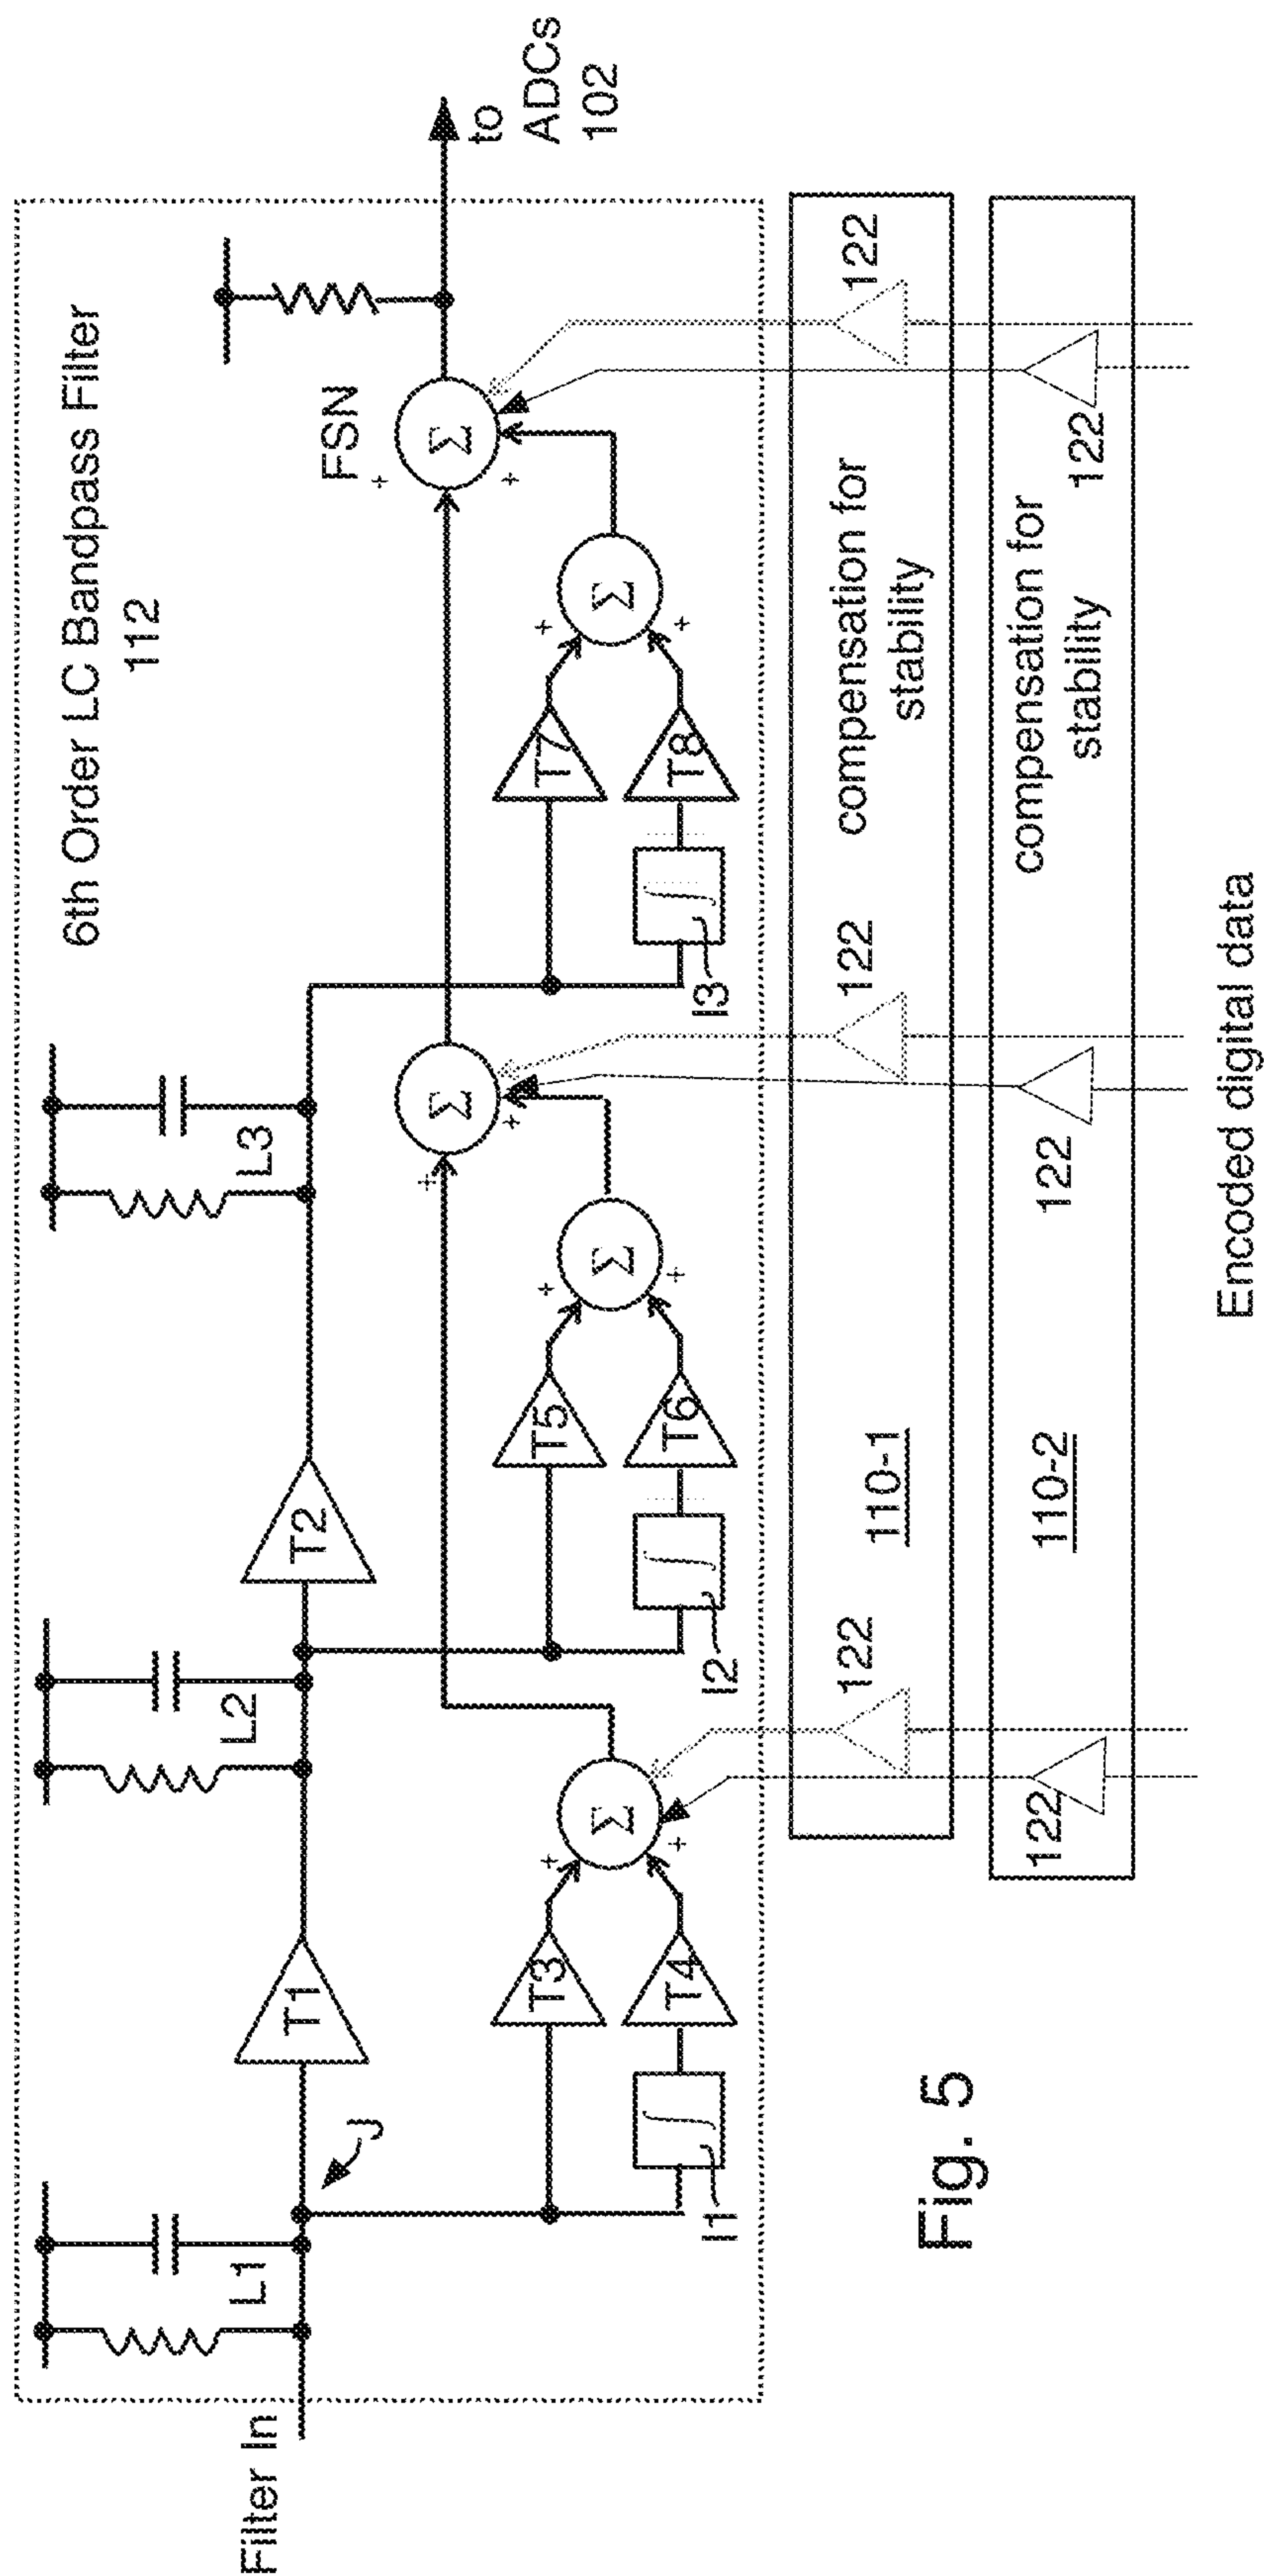 6th Order LC Bandpass Filter
112
Filter In
L1
J
T1
L2
T2
L3
FSN
to
ADCs
102
T3
T4
I1
Σ
T5
T6
I2
Σ
Σ
T7
T8
I3
Σ
Σ
+
+
+
+
+
+
+
+
+
+
122
122
122
110-1
compensation for
stability
122
122
122
110-2
compensation for
stability
Encoded digital data
Fig. 5